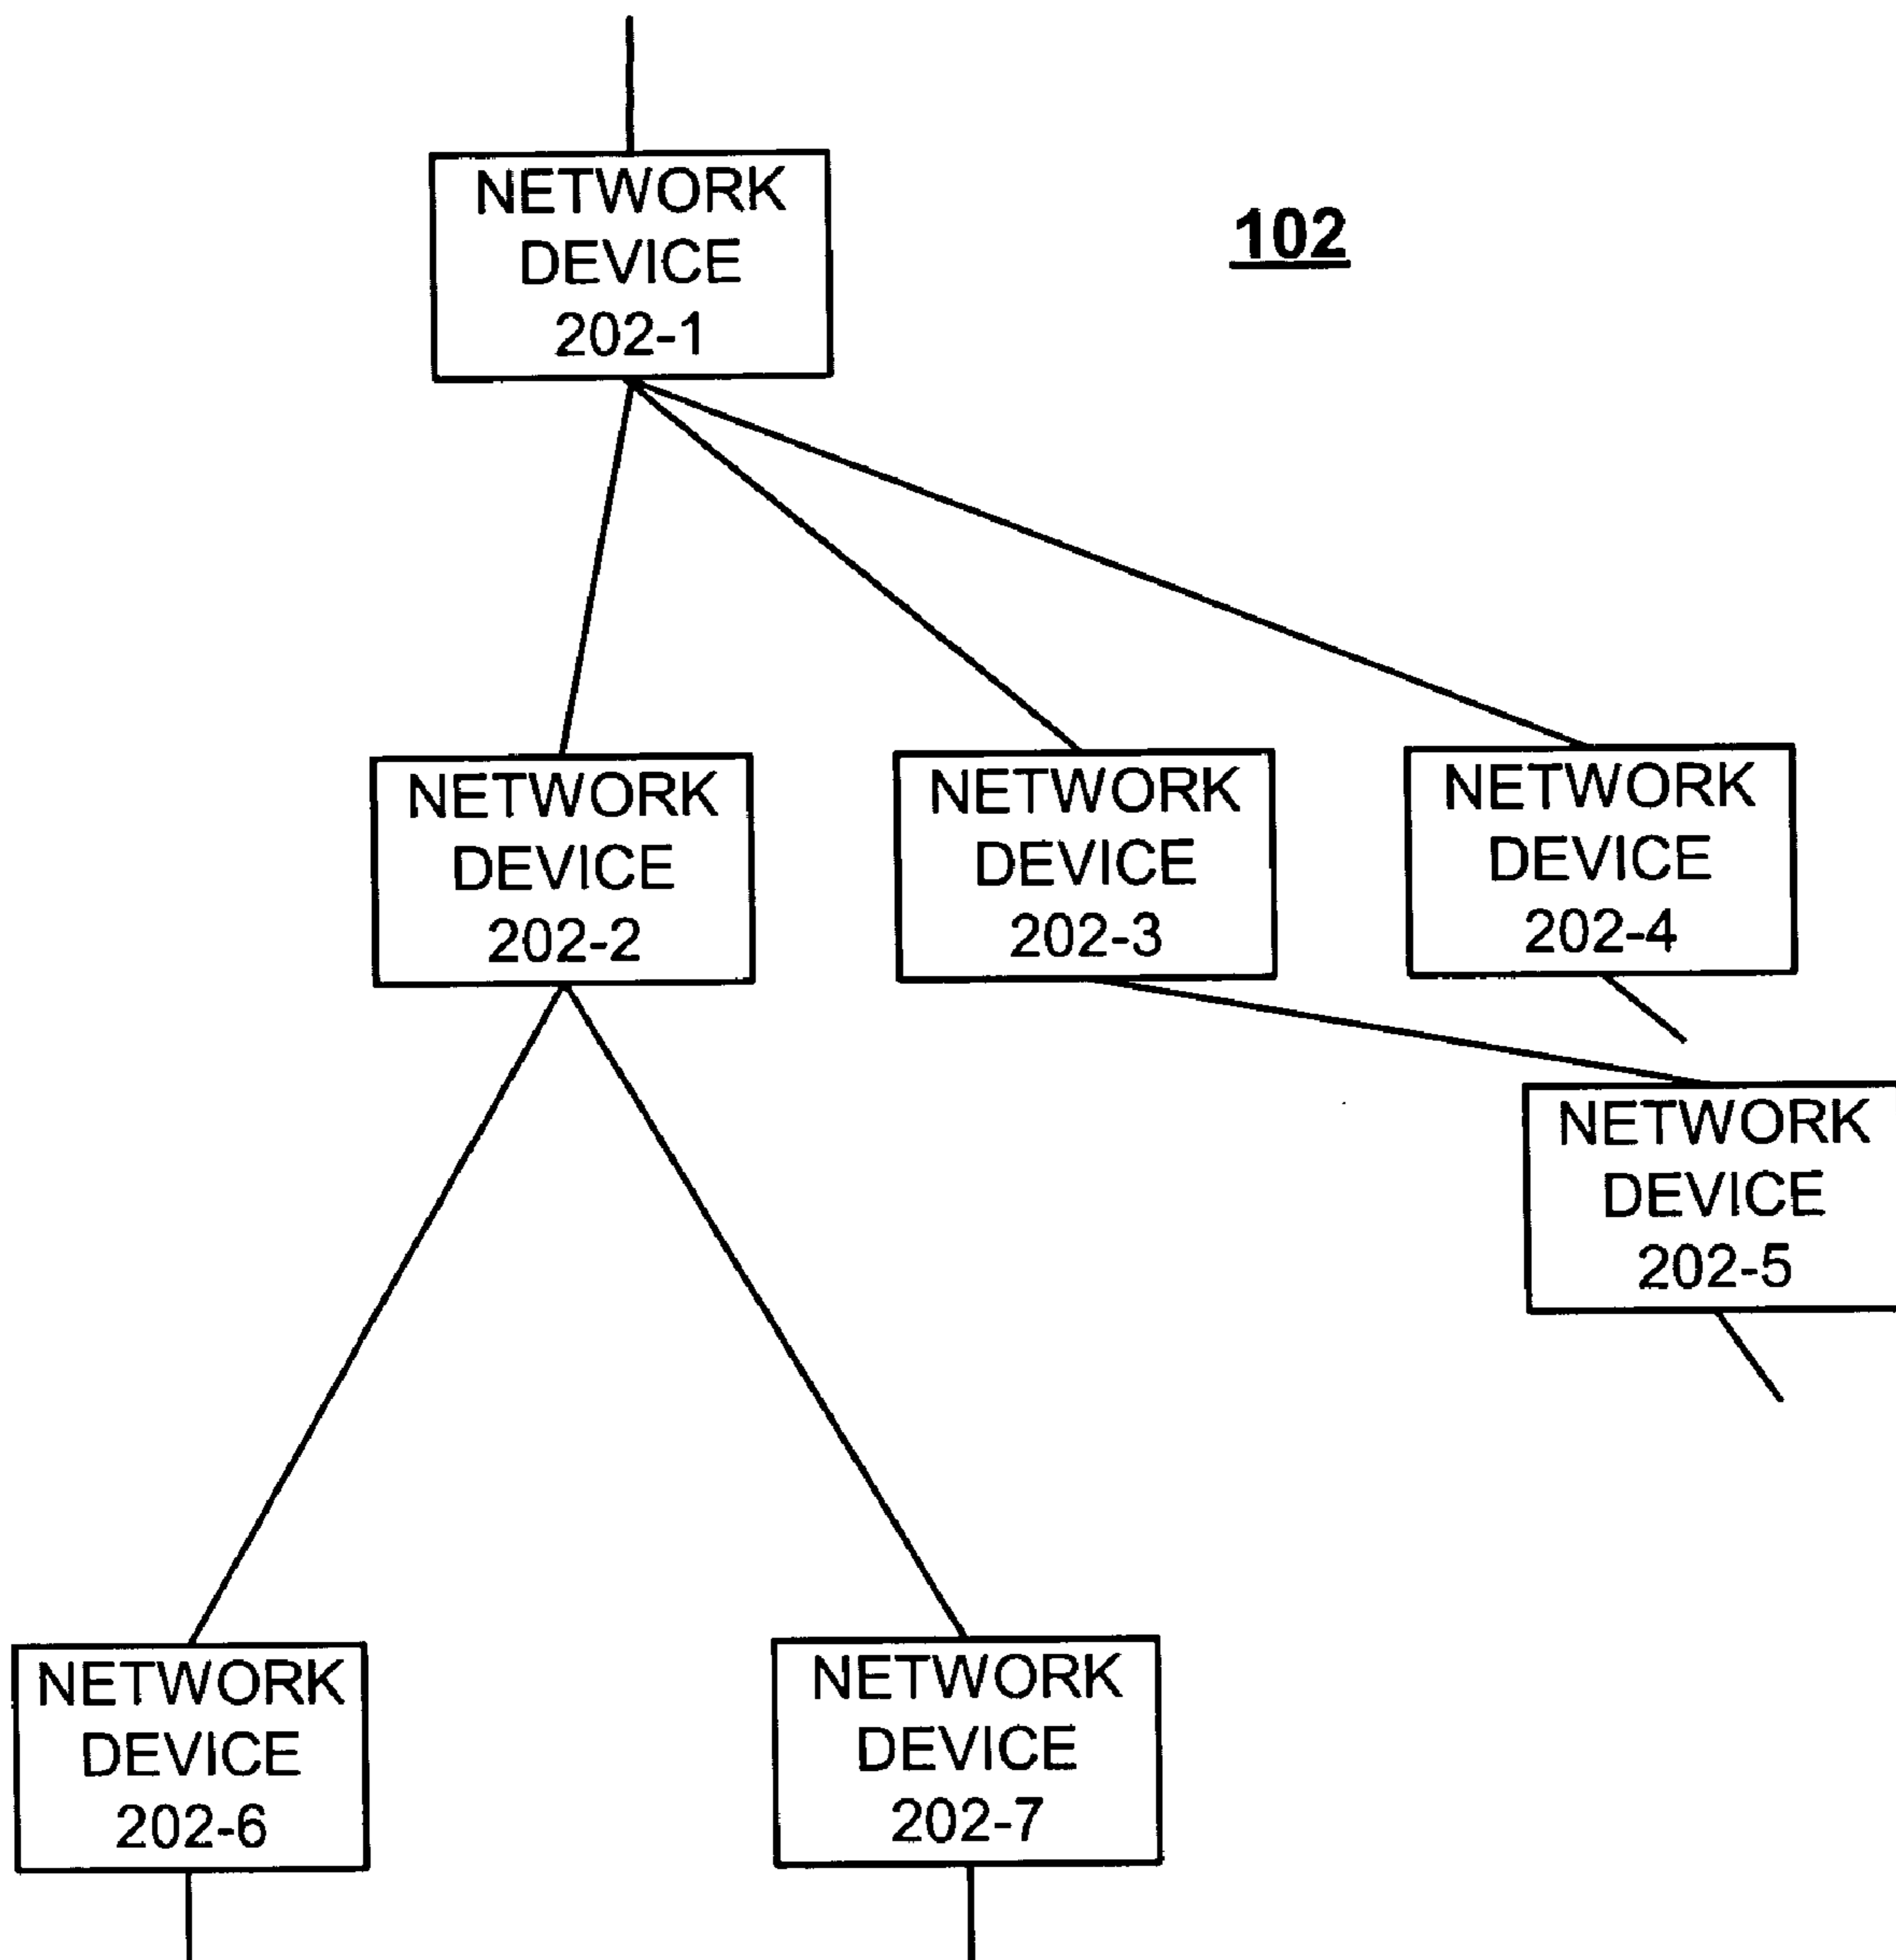 NETWORK
DEVICE
202-1
102
NETWORK
DEVICE
202-2
NETWORK
DEVICE
202-3
NETWORK
DEVICE
202-4
NETWORK
DEVICE
202-5
NETWORK
DEVICE
202-6
NETWORK
DEVICE
202-7